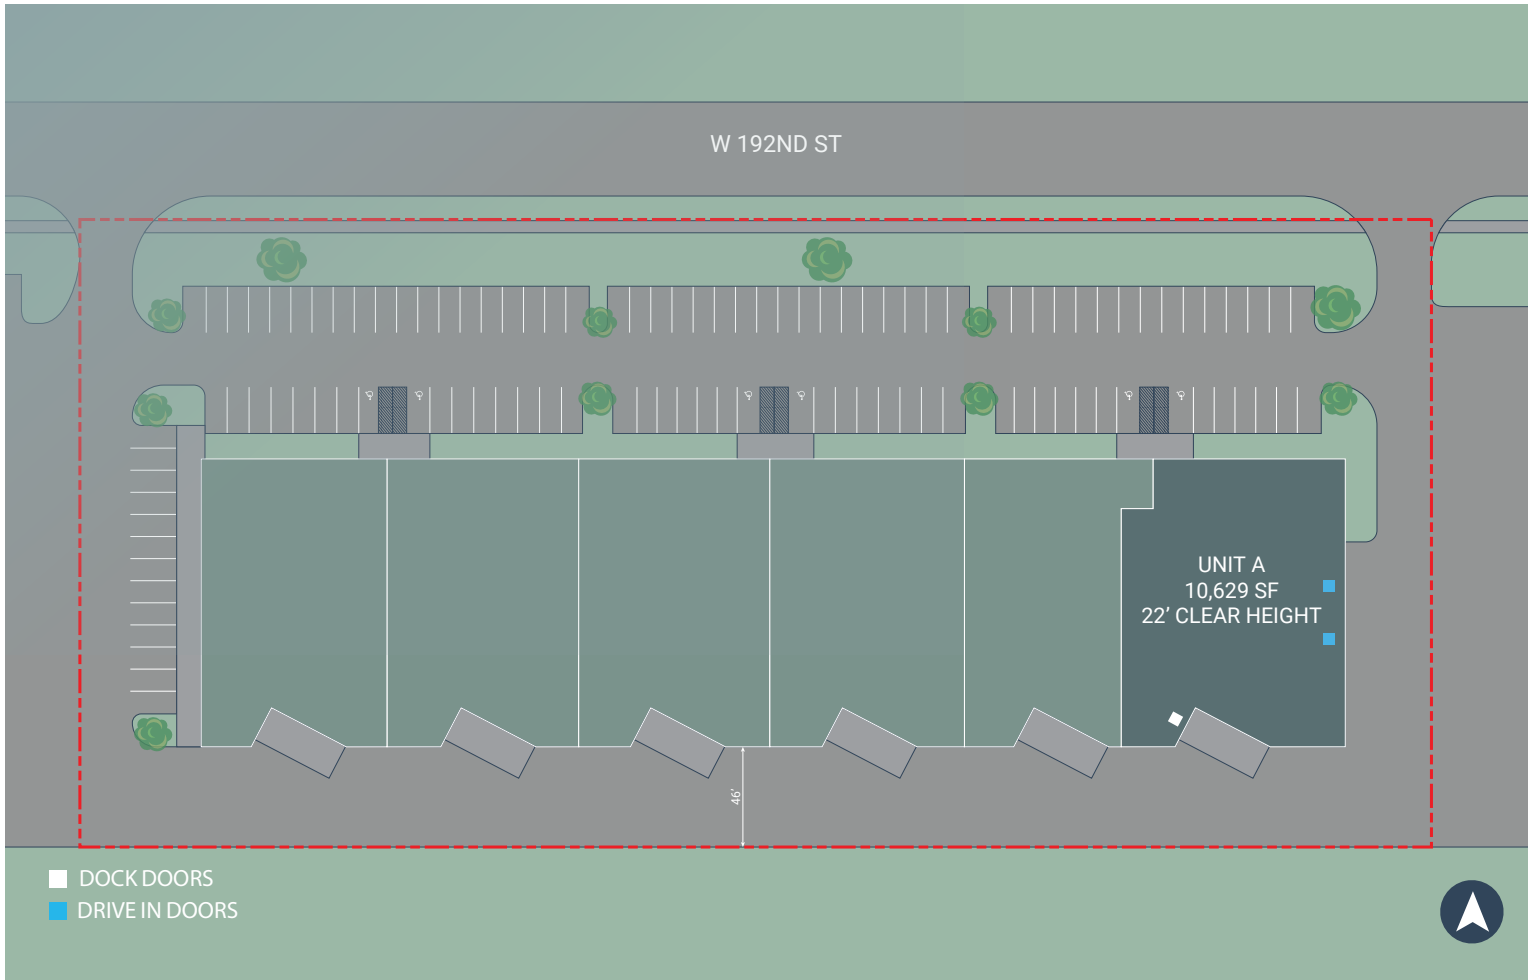 W 192ND ST
UNIT A
10,629 SF
22’ CLEAR HEIGHT
46’
DOCK DOORS
DRIVE IN DOORS